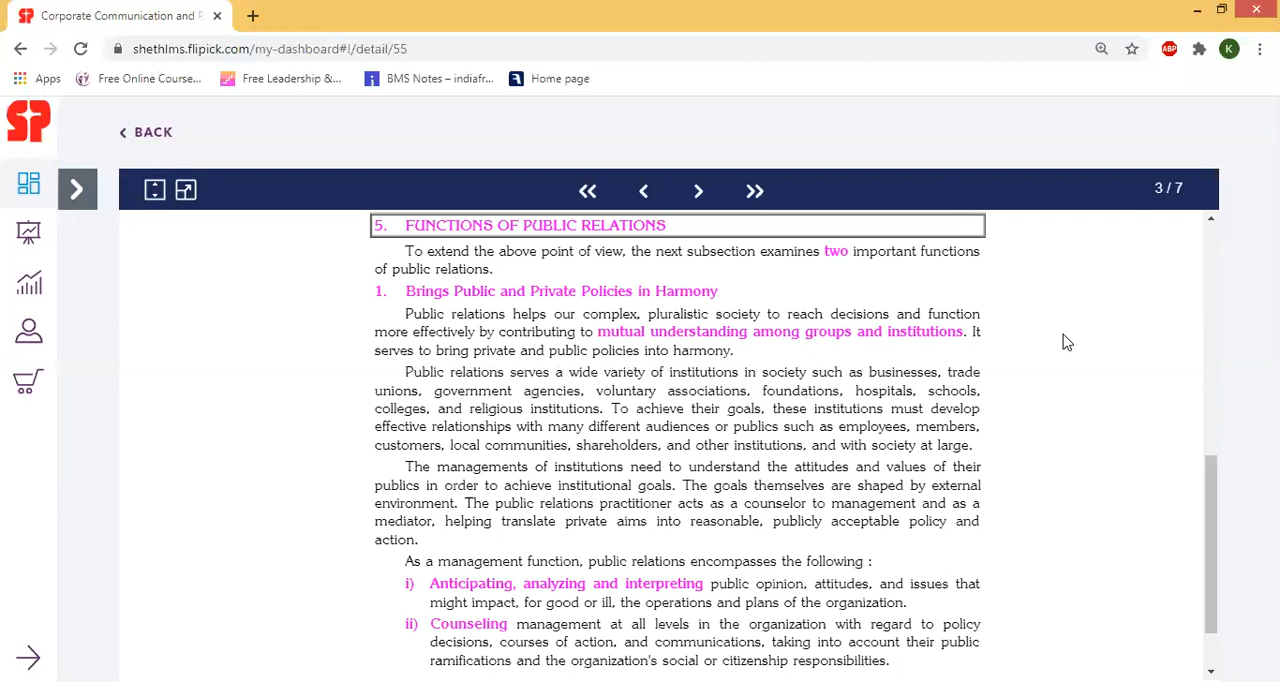 Corporate Communication and
shethlms.flipick.com/my-dashboard#!/detail/55
ABP
K
Apps
Free Online Course...
Free Leadership &...
BMS Notes – indiafr...
Home page
SP
BACK
3 / 7
5. FUNCTIONS OF PUBLIC RELATIONS
To extend the above point of view, the next subsection examines two important functions
of public relations.
1. Brings Public and Private Policies in Harmony
Public relations helps our complex, pluralistic society to reach decisions and function
more effectively by contributing to mutual understanding among groups and institutions. It
serves to bring private and public policies into harmony.
Public relations serves a wide variety of institutions in society such as businesses, trade
unions, government agencies, voluntary associations, foundations, hospitals, schools,
colleges, and religious institutions. To achieve their goals, these institutions must develop
effective relationships with many different audiences or publics such as employees, members,
customers, local communities, shareholders, and other institutions, and with society at large.
The managements of institutions need to understand the attitudes and values of their
publics in order to achieve institutional goals. The goals themselves are shaped by external
environment. The public relations practitioner acts as a counselor to management and as a
mediator, helping translate private aims into reasonable, publicly acceptable policy and
action.
As a management function, public relations encompasses the following :
i) Anticipating, analyzing and interpreting public opinion, attitudes, and issues that
might impact, for good or ill, the operations and plans of the organization.
ii) Counseling management at all levels in the organization with regard to policy
decisions, courses of action, and communications, taking into account their public
ramifications and the organization's social or citizenship responsibilities.